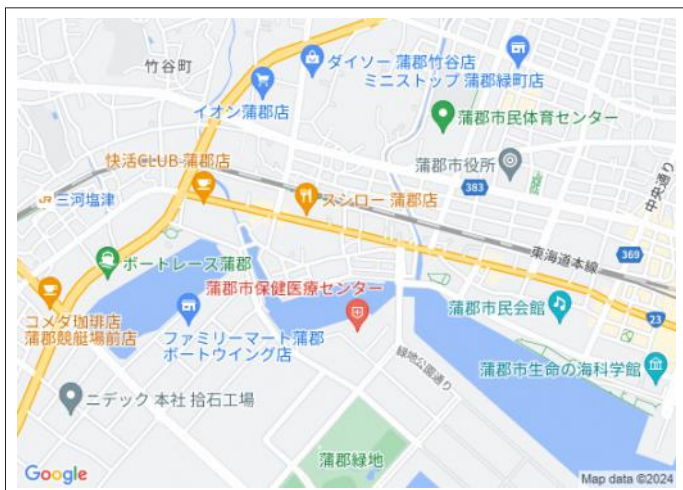 竹谷町
ダイソー 蒲郡竹谷店
ミニストップ 蒲郡緑町店
イオン蒲郡店
蒲郡市民体育センター
快活CLUB 蒲郡店
蒲郡市役所
383
中央通り
JR 三河塩津
スシロー 蒲郡店
東海道本線
369
ボートレース蒲郡
蒲郡市保健医療センター
コメダ珈琲店
蒲郡競艇場前店
ファミリーマート蒲郡
ボートウイング店
蒲郡市民会館
23
緑地公園通り
蒲郡市生命の海科学館
ニデック 本社 拾石工場
蒲郡緑地
Google
Map data ©2024